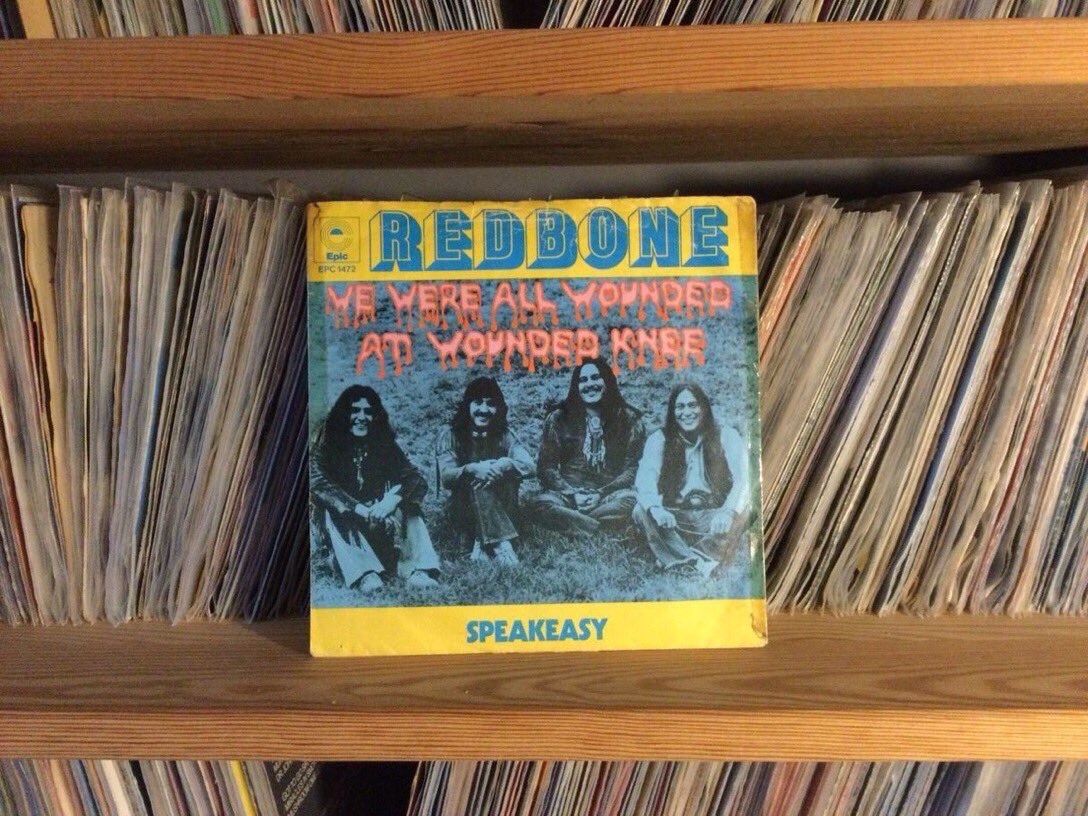 REDBONE
Epic
EPC 1472
WE WERE ALL WOUNDED
AT WOUNDED KNEE
SPEAKEASY